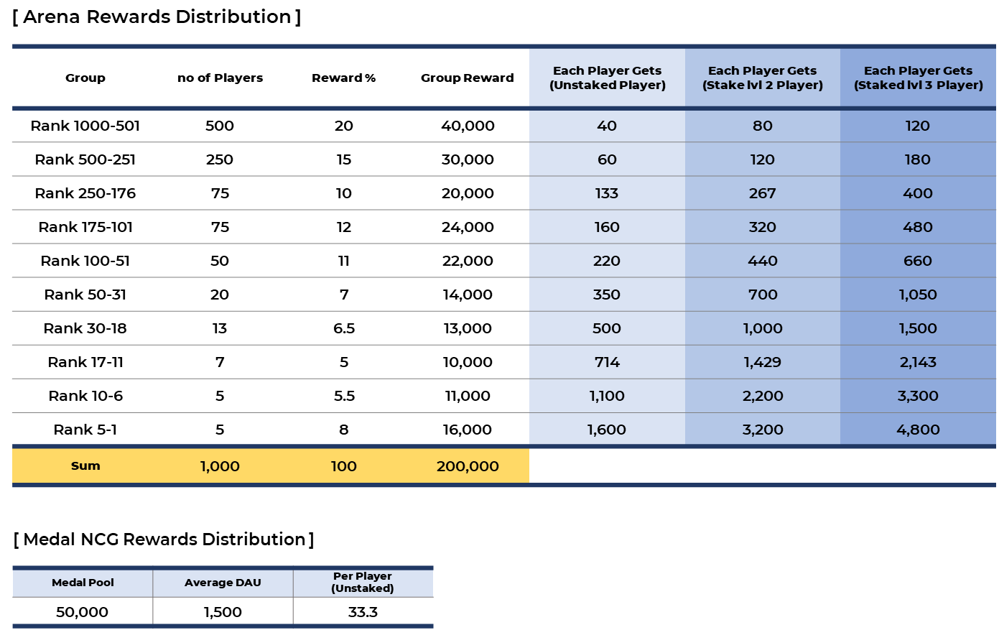 [ Arena Rewards Distribution ]
Group no of Players Reward % Group Reward Each Player Gets (Unstaked Player) Each Player Gets (Stake lvl 2 Player) Each Player Gets (Staked lvl 3 Player)
Rank 1000-501 500 20 40,000 40 80 120
Rank 500-251 250 15 30,000 60 120 180
Rank 250-176 75 10 20,000 133 267 400
Rank 175-101 75 12 24,000 160 320 480
Rank 100-51 50 11 22,000 220 440 660
Rank 50-31 20 7 14,000 350 700 1,050
Rank 30-18 13 6.5 13,000 500 1,000 1,500
Rank 17-11 7 5 10,000 714 1,429 2,143
Rank 10-6 5 5.5 11,000 1,100 2,200 3,300
Rank 5-1 5 8 16,000 1,600 3,200 4,800
Sum 1,000 100 200,000
[ Medal NCG Rewards Distribution ]
Medal Pool Average DAU Per Player (Unstaked)
50,000 1,500 33.3